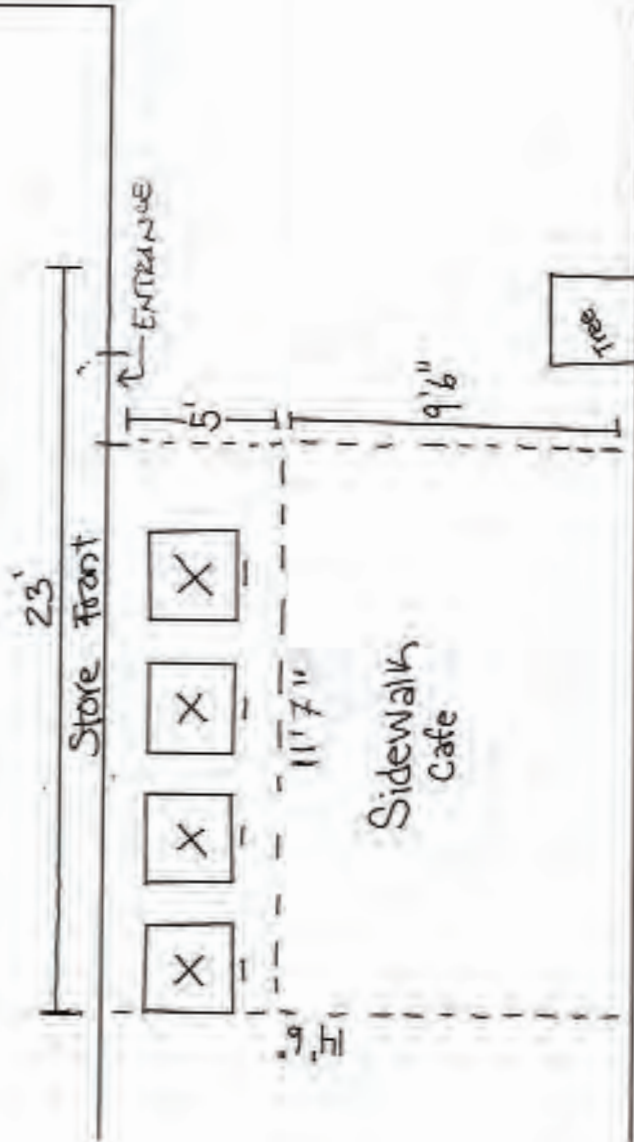 23'
Store Front
ENTRANCE
X
X
X
X
5'
11'7"
9'6"
14'6"
Sidewalk
Cafe
Tree